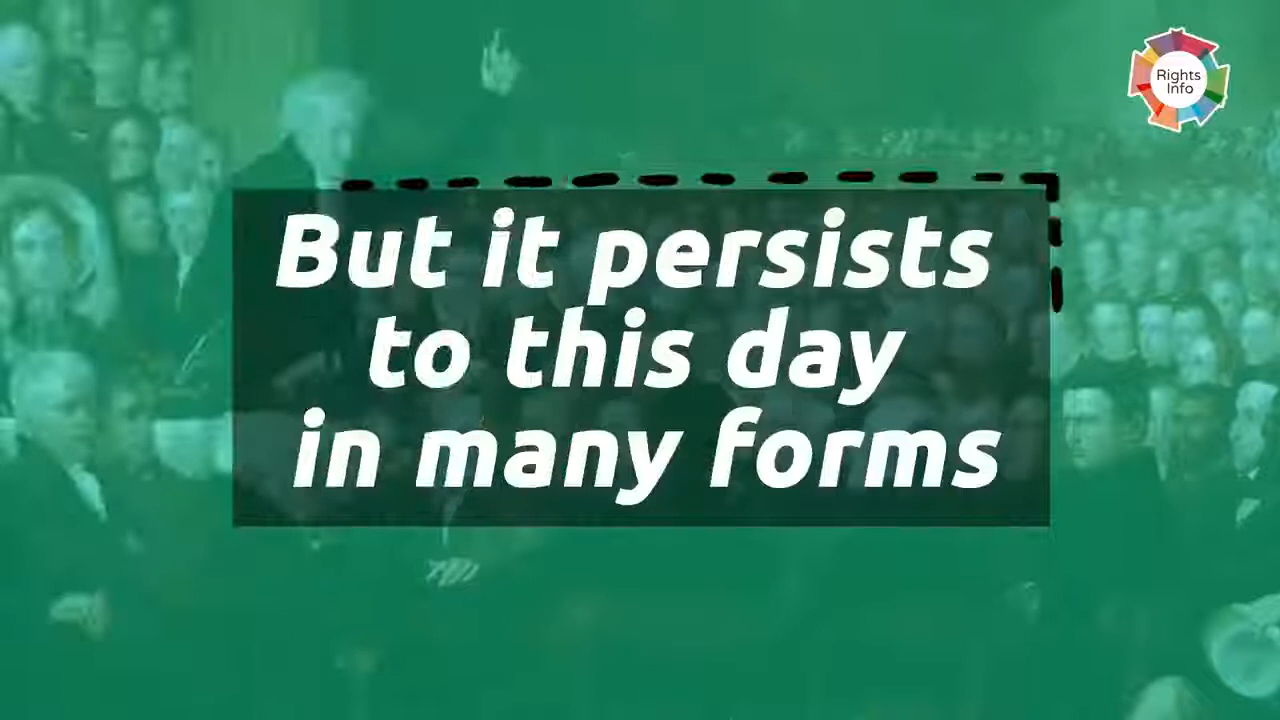 Rights
Info
But it persists
to this day
in many forms